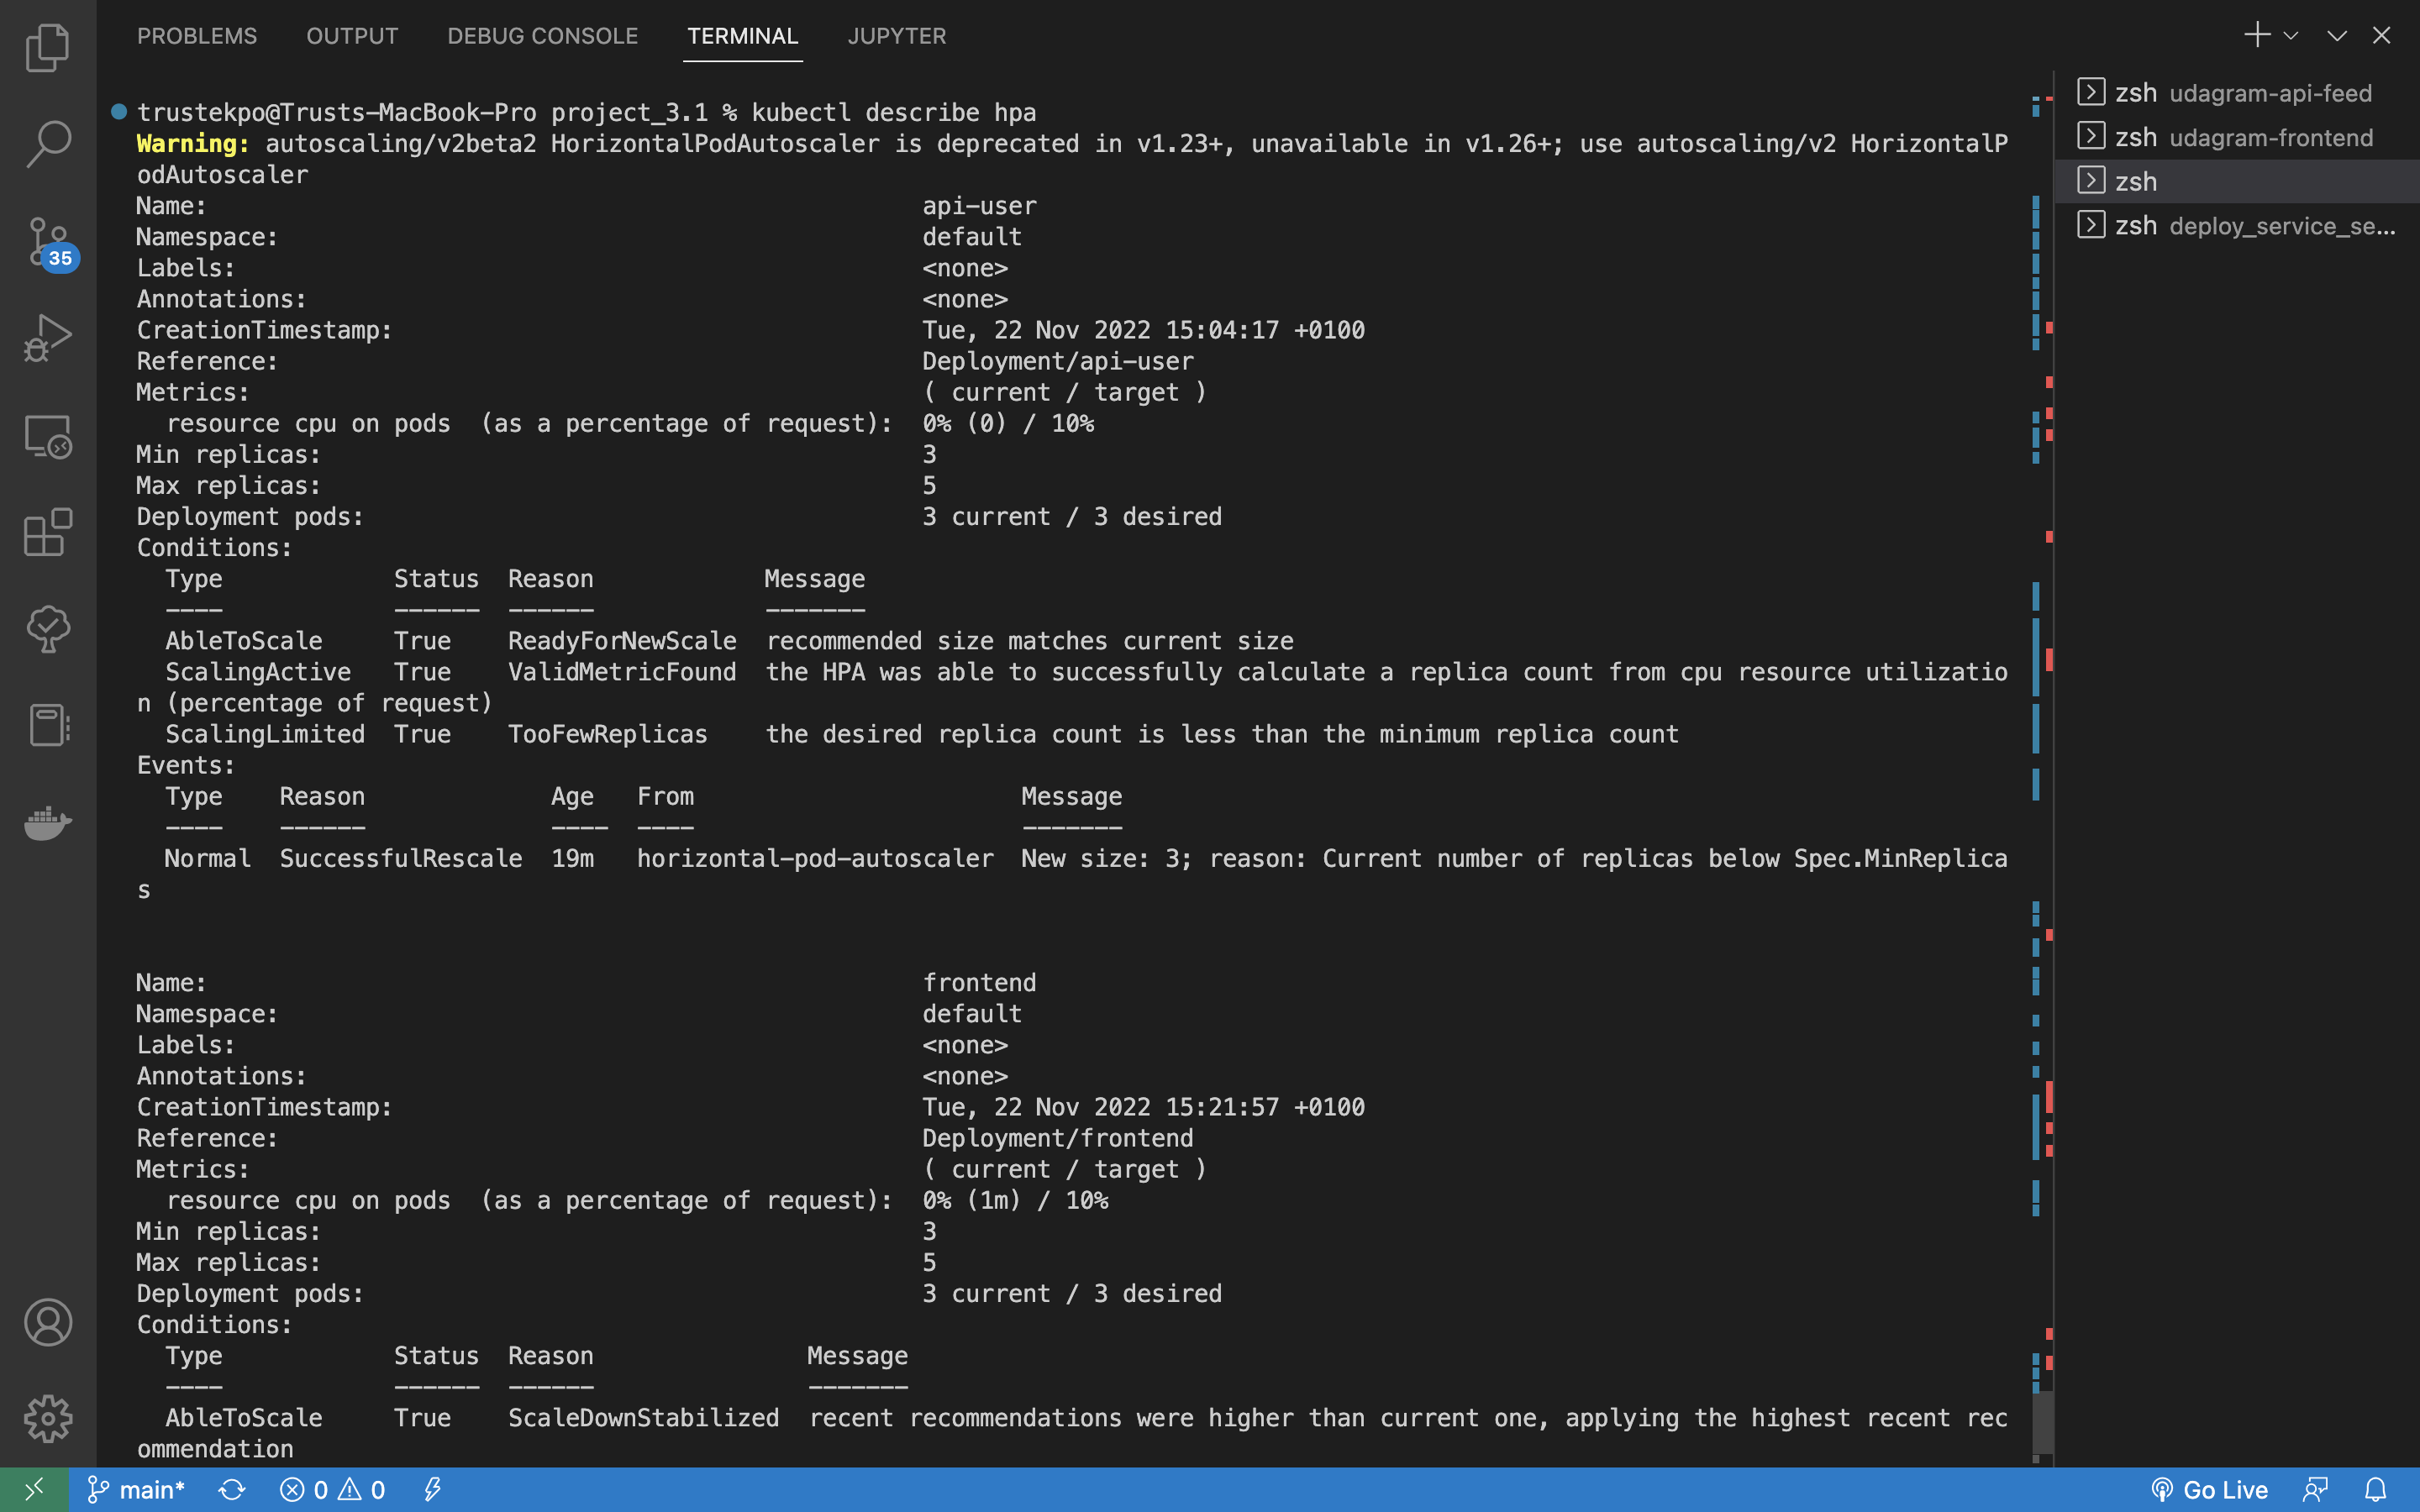 PROBLEMS OUTPUT DEBUG CONSOLE TERMINAL JUPYTER
trustekpo@Trusts-MacBook-Pro project_3.1 % kubectl describe hpa
Warning: autoscaling/v2beta2 HorizontalPodAutoscaler is deprecated in v1.23+, unavailable in v1.26+; use autoscaling/v2 HorizontalP
odAutoscaler
Name: api-user
Namespace: default
Labels: <none>
Annotations: <none>
CreationTimestamp: Tue, 22 Nov 2022 15:04:17 +0100
Reference: Deployment/api-user
Metrics: ( current / target )
resource cpu on pods (as a percentage of request): 0% (0) / 10%
Min replicas: 3
Max replicas: 5
Deployment pods: 3 current / 3 desired
Conditions:
Type Status Reason Message
---- ------ ------ -------
AbleToScale True ReadyForNewScale recommended size matches current size
ScalingActive True ValidMetricFound the HPA was able to successfully calculate a replica count from cpu resource utilizatio
n (percentage of request)
ScalingLimited True TooFewReplicas the desired replica count is less than the minimum replica count
Events:
Type Reason Age From Message
---- ------ ---- ---- -------
Normal SuccessfulRescale 19m horizontal-pod-autoscaler New size: 3; reason: Current number of replicas below Spec.MinReplica
s
Name: frontend
Namespace: default
Labels: <none>
Annotations: <none>
CreationTimestamp: Tue, 22 Nov 2022 15:21:57 +0100
Reference: Deployment/frontend
Metrics: ( current / target )
resource cpu on pods (as a percentage of request): 0% (1m) / 10%
Min replicas: 3
Max replicas: 5
Deployment pods: 3 current / 3 desired
Conditions:
Type Status Reason Message
---- ------ ------ -------
AbleToScale True ScaleDownStabilized recent recommendations were higher than current one, applying the highest recent rec
ommendation
zsh udagram-api-feed
zsh udagram-frontend
zsh
zsh deploy_service_se...
35
main* 0 0 Go Live